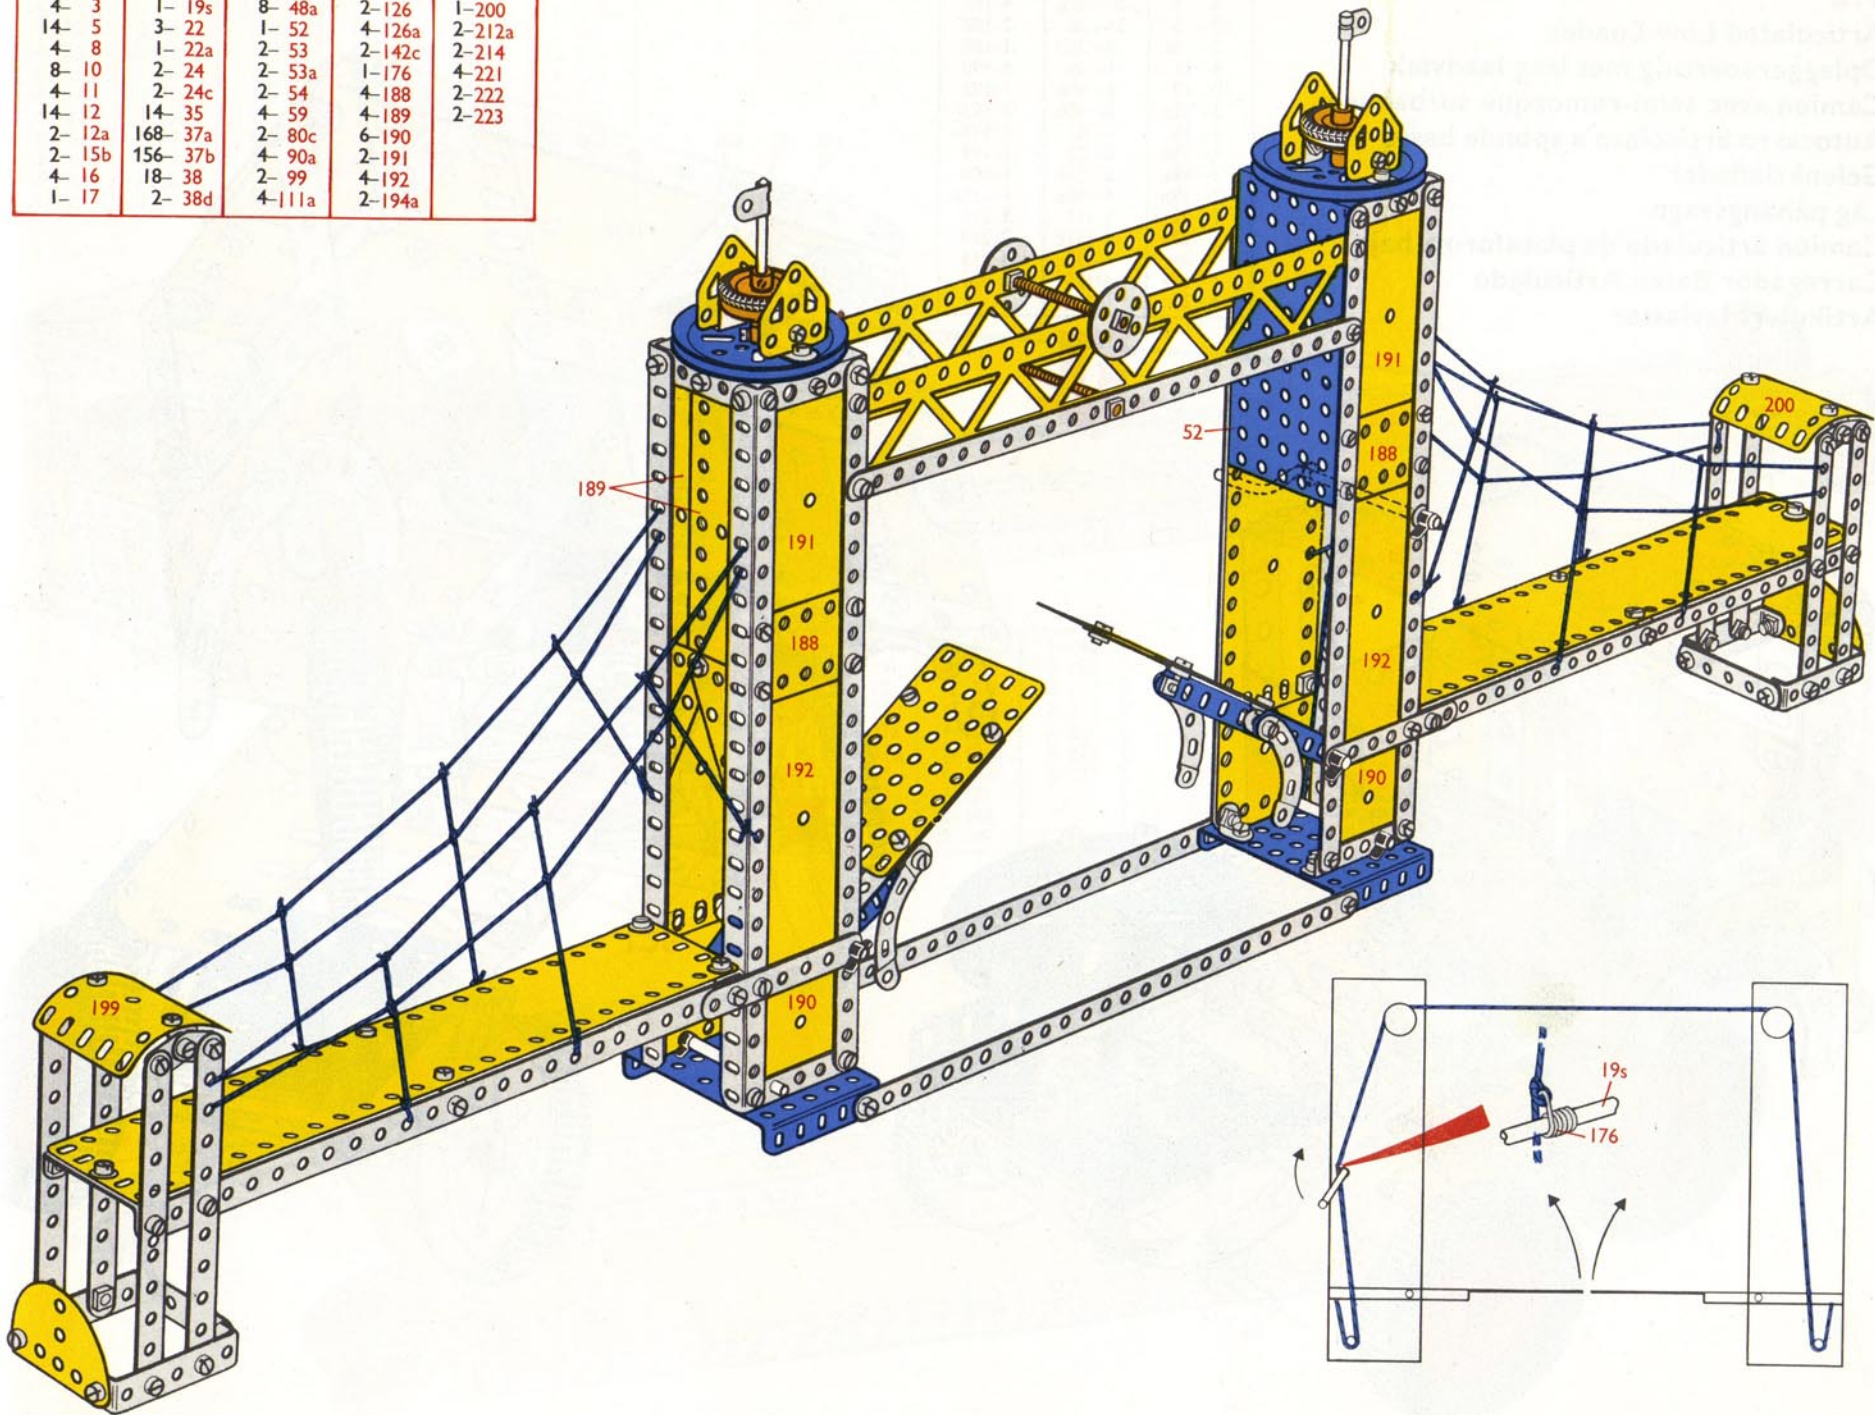 4– 3 1– 19s 8– 48a 2–126 1–200
14– 5 3– 22 1– 52 4–126a 2–212a
4– 8 1– 22a 2– 53 2–142c 2–214
8– 10 2– 24 2– 53a 1–176 4–221
4– 11 2– 24c 2– 54 4–188 2–222
14– 12 14– 35 4– 59 4–189 2–223
2– 12a 168– 37a 2– 80c 6–190
2– 15b 156– 37b 4– 90a 2–191
4– 16 18– 38 2– 99 4–192
1– 17 2– 38d 4–111a 2–194a
191
200
52
188
189
191
188
192
192
190
199
190
19s
176